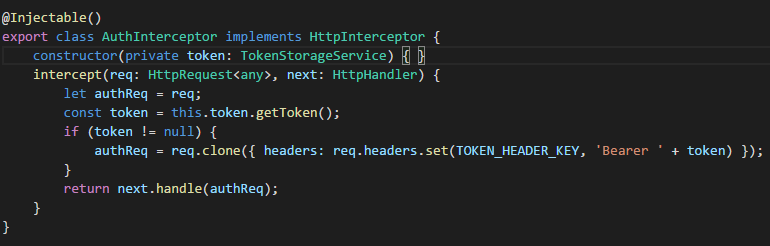 @Injectable()
export class AuthInterceptor implements HttpInterceptor {
    constructor(private token: TokenStorageService) { }
    intercept(req: HttpRequest<any>, next: HttpHandler) {
        let authReq = req;
        const token = this.token.getToken();
        if (token != null) {
            authReq = req.clone({ headers: req.headers.set(TOKEN_HEADER_KEY, 'Bearer ' + token) });
        }
        return next.handle(authReq);
    }
}